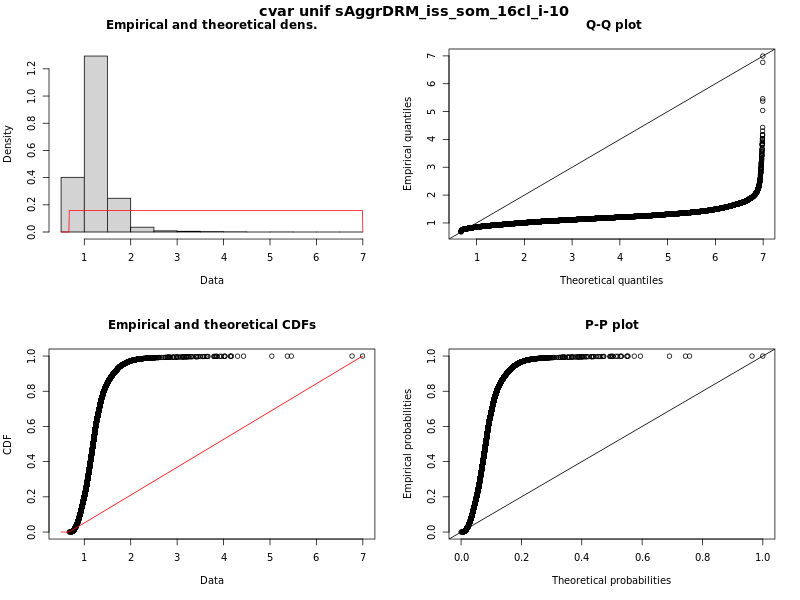 cvar unif sAggrDRM_iss_som_16cl_i-10
Empirical and theoretical dens.
Density
0.0 0.2 0.4 0.6 0.8 1.0 1.2
1 2 3 4 5 6 7
Data
Q-Q plot
Empirical quantiles
1 2 3 4 5 6 7
1 2 3 4 5 6 7
Theoretical quantiles
Empirical and theoretical CDFs
CDF
0.0 0.2 0.4 0.6 0.8 1.0
1 2 3 4 5 6 7
Data
P-P plot
Empirical probabilities
0.0 0.2 0.4 0.6 0.8 1.0
0.0 0.2 0.4 0.6 0.8 1.0
Theoretical probabilities